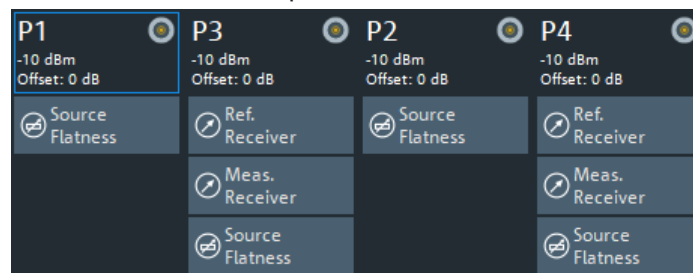 P1
-10 dBm
Offset: 0 dB
Source
Flatness
P3
-10 dBm
Offset: 0 dB
Ref.
Receiver
Meas.
Receiver
Source
Flatness
P2
-10 dBm
Offset: 0 dB
Source
Flatness
P4
-10 dBm
Offset: 0 dB
Ref.
Receiver
Meas.
Receiver
Source
Flatness